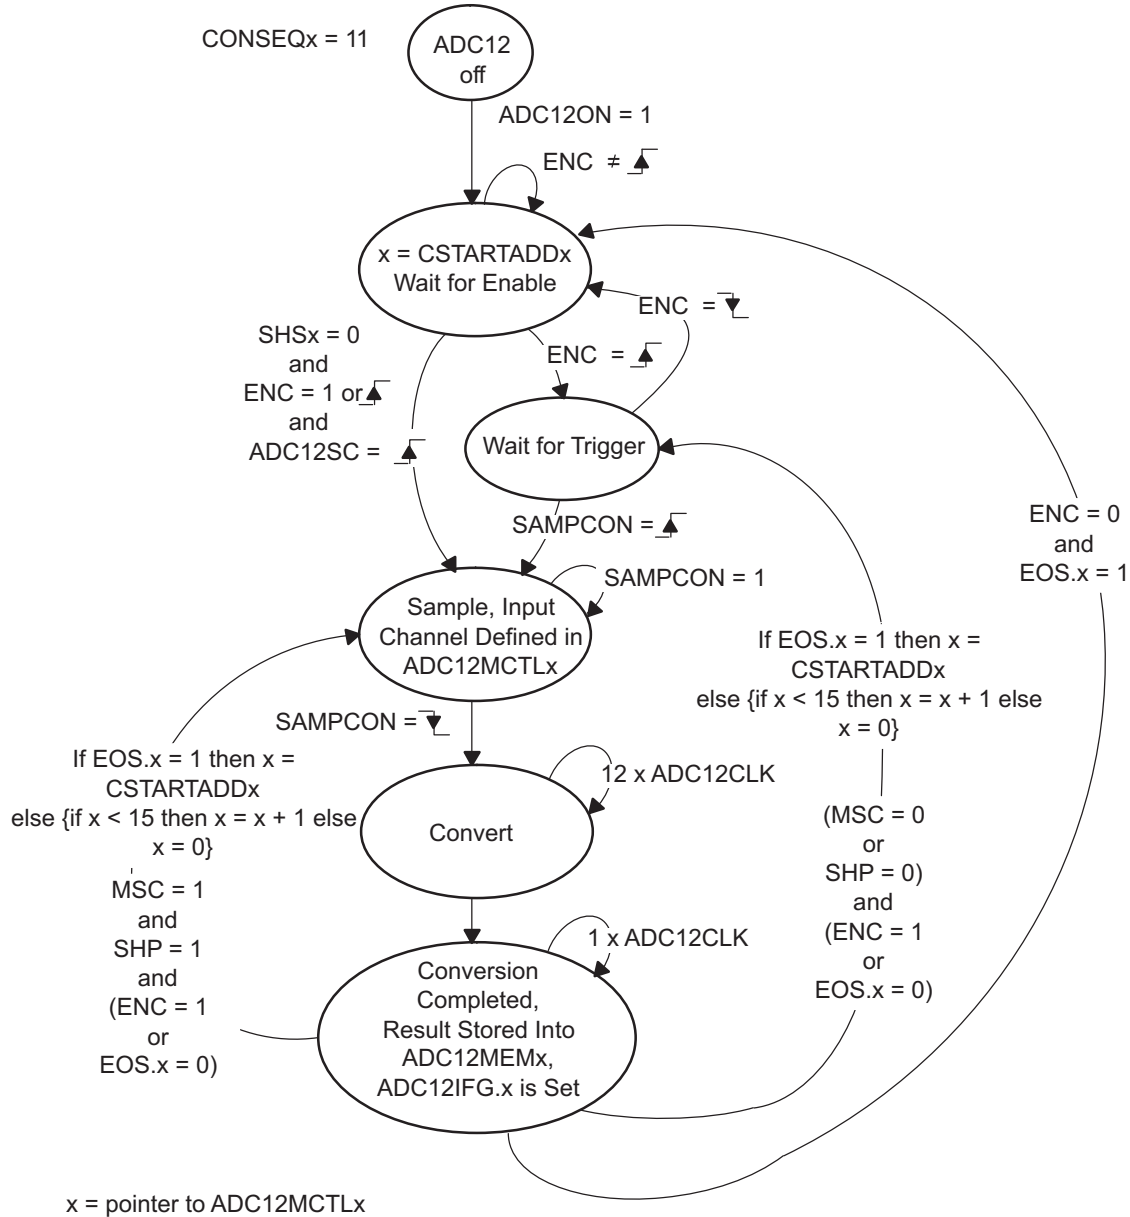 CONSEQx = 11
ADC12
off
ADC12ON = 1
ENC ≠
x = CSTARTADDx
Wait for Enable
ENC =
SHSx = 0
and
ENC = 1 or
and
ADC12SC =
ENC =
Wait for Trigger
SAMPCON =
ENC = 0
and
EOS.x = 1
SAMPCON = 1
Sample, Input
Channel Defined in
ADC12MCTLx
If EOS.x = 1 then x =
CSTARTADDx
else {if x < 15 then x = x + 1 else
x = 0}
SAMPCON =
If EOS.x = 1 then x =
CSTARTADDx
else {if x < 15 then x = x + 1 else
x = 0}
12 x ADC12CLK
Convert
(MSC = 0
or
SHP = 0)
and
(ENC = 1
or
EOS.x = 0)
MSC = 1
and
SHP = 1
and
(ENC = 1
or
EOS.x = 0)
1 x ADC12CLK
Conversion
Completed,
Result Stored Into
ADC12MEMx,
ADC12IFG.x is Set
x = pointer to ADC12MCTLx